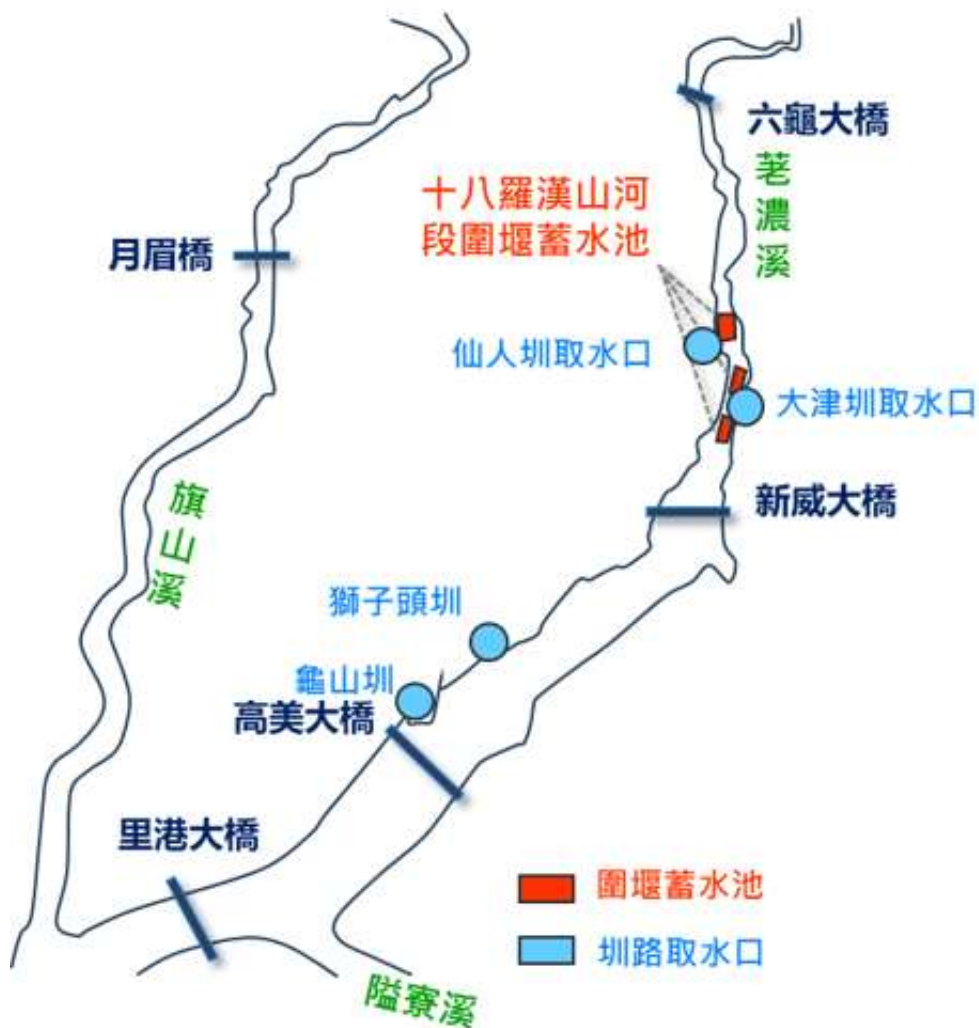 六龜大橋
荖濃溪
十八羅漢山河
段圍堰蓄水池
月眉橋
仙人圳取水口
大津圳取水口
新威大橋
旗山溪
獅子頭圳
龜山圳
高美大橋
里港大橋
圍堰蓄水池
圳路取水口
隘寮溪